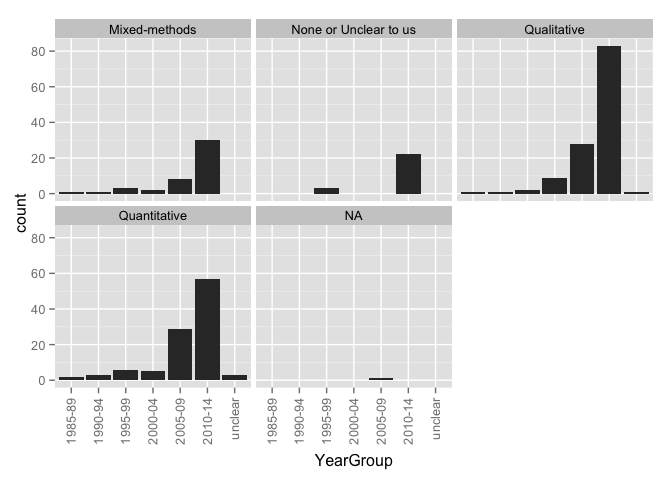 Mixed-methods
None or Unclear to us
Qualitative
80
60
40
20
0
count
Quantitative
NA
80
60
40
20
0
1985-89
1990-94
1995-99
2000-04
2005-09
2010-14
unclear
1985-89
1990-94
1995-99
2000-04
2005-09
2010-14
unclear
YearGroup